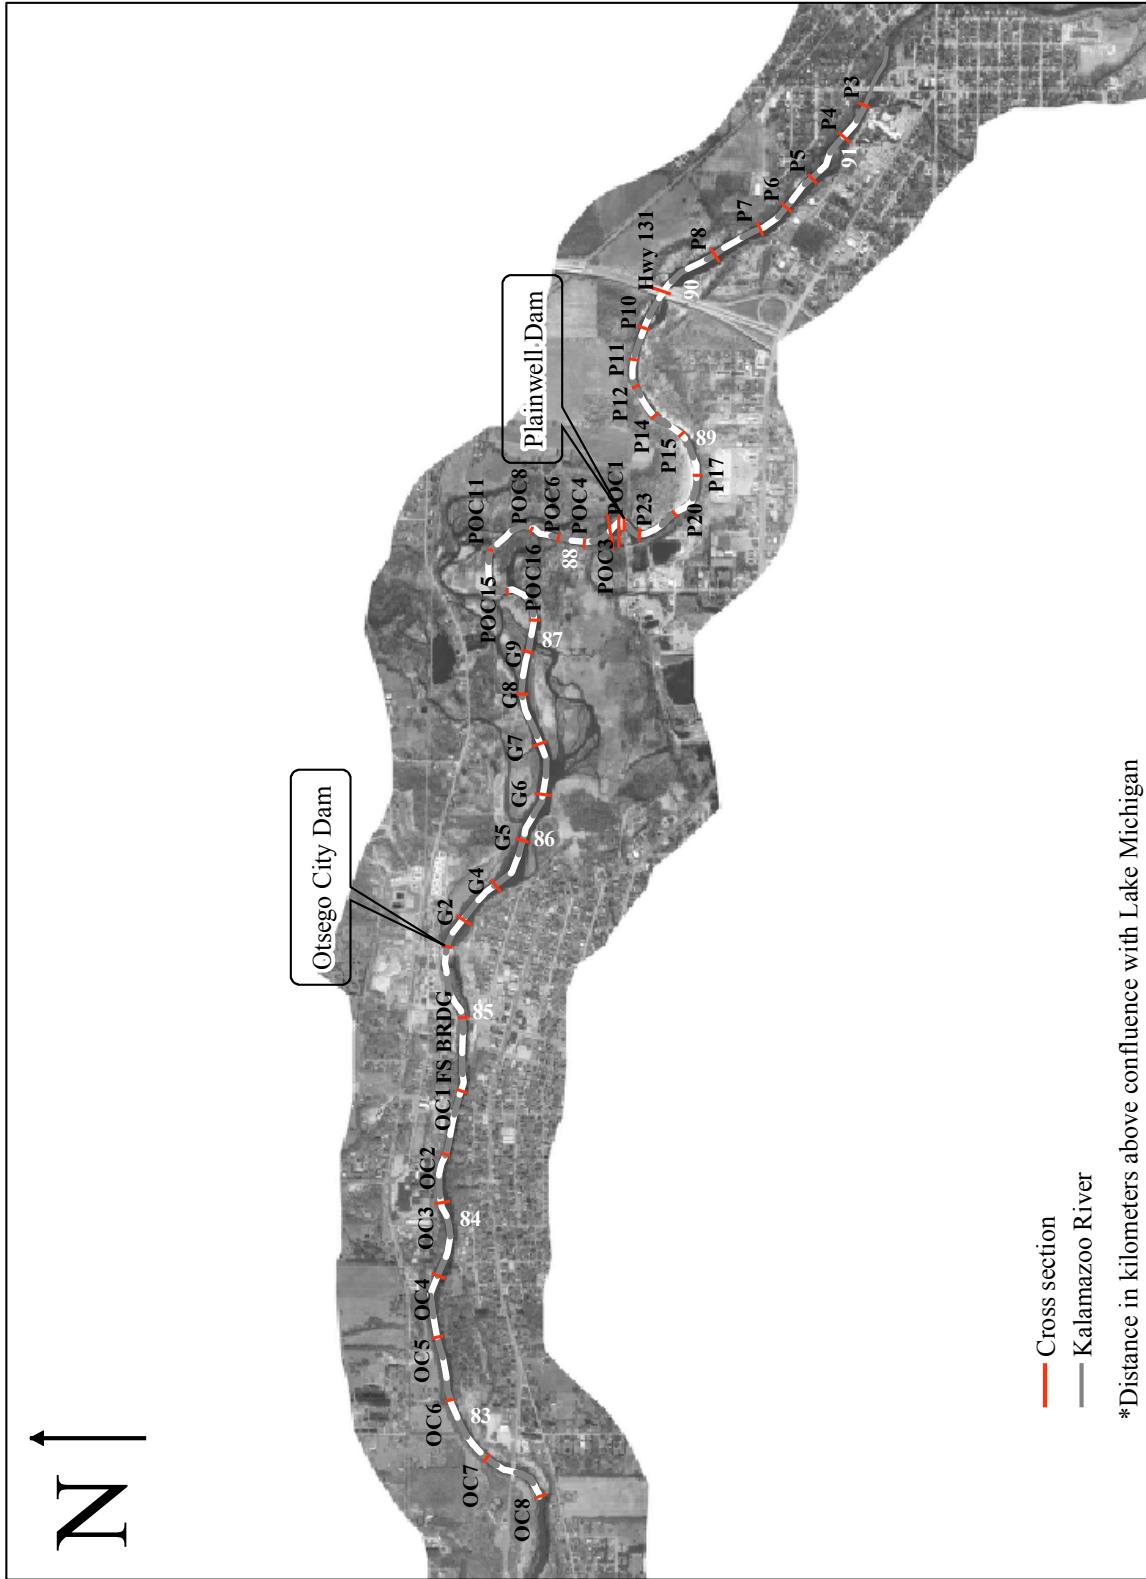 N
Otsego City Dam
Plainwell Dam
OC8
OC7
OC6
83
OC5
OC4
OC3
84
OC2
OC1
FS BRDG
85
G2
G4
G5
86
G6
G7
G8
G9
87
POC16
POC15
POC11
POC8
POC6
POC4
88
POC3
POC1
P23
P20
P17
P15
89
P14
P12
P11
P10
Hwy 131
90
P8
P7
P6
P5
P4
91
P3
Cross section
Kalamazoo River
*Distance in kilometers above confluence with Lake Michigan